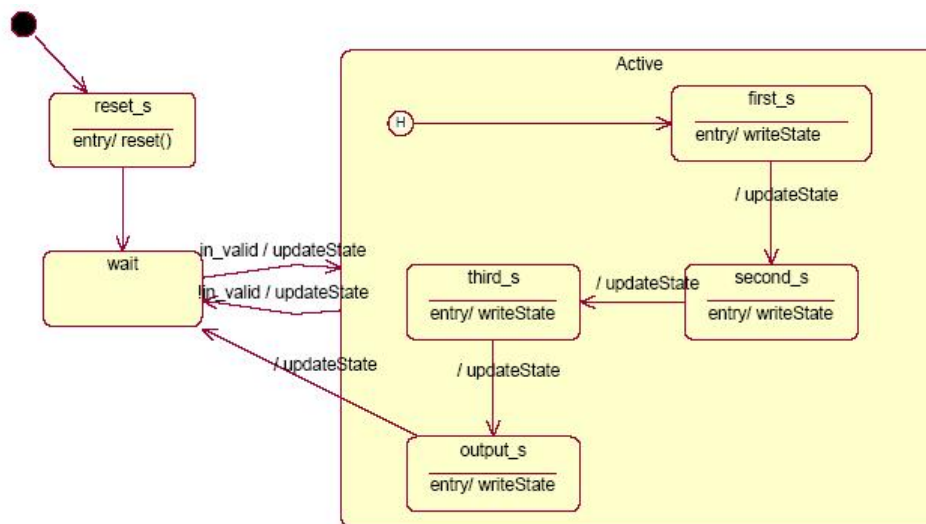 Active
reset_s
entry/ reset()
H
first_s
entry/ writeState
/ updateState
wait
in_valid / updateState
!in_valid / updateState
third_s
entry/ writeState
/ updateState
second_s
entry/ writeState
/ updateState
/ updateState
output_s
entry/ writeState